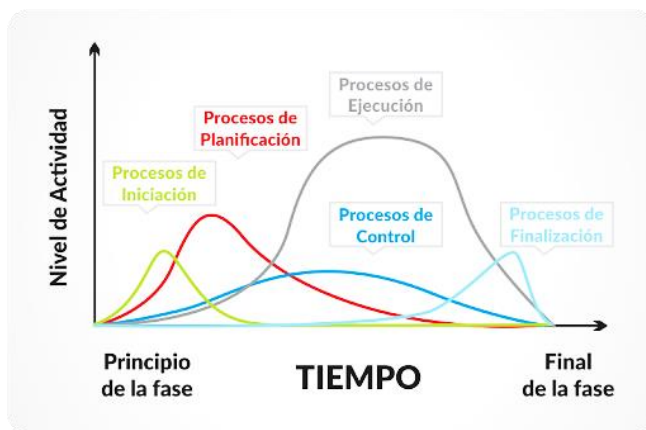 Procesos de
Ejecución
Procesos de
Planificación
Procesos de
Iniciación
Procesos de
Control
Procesos de
Finalización
Nivel de Actividad
Principio
de la fase
TIEMPO
Final
de la fase